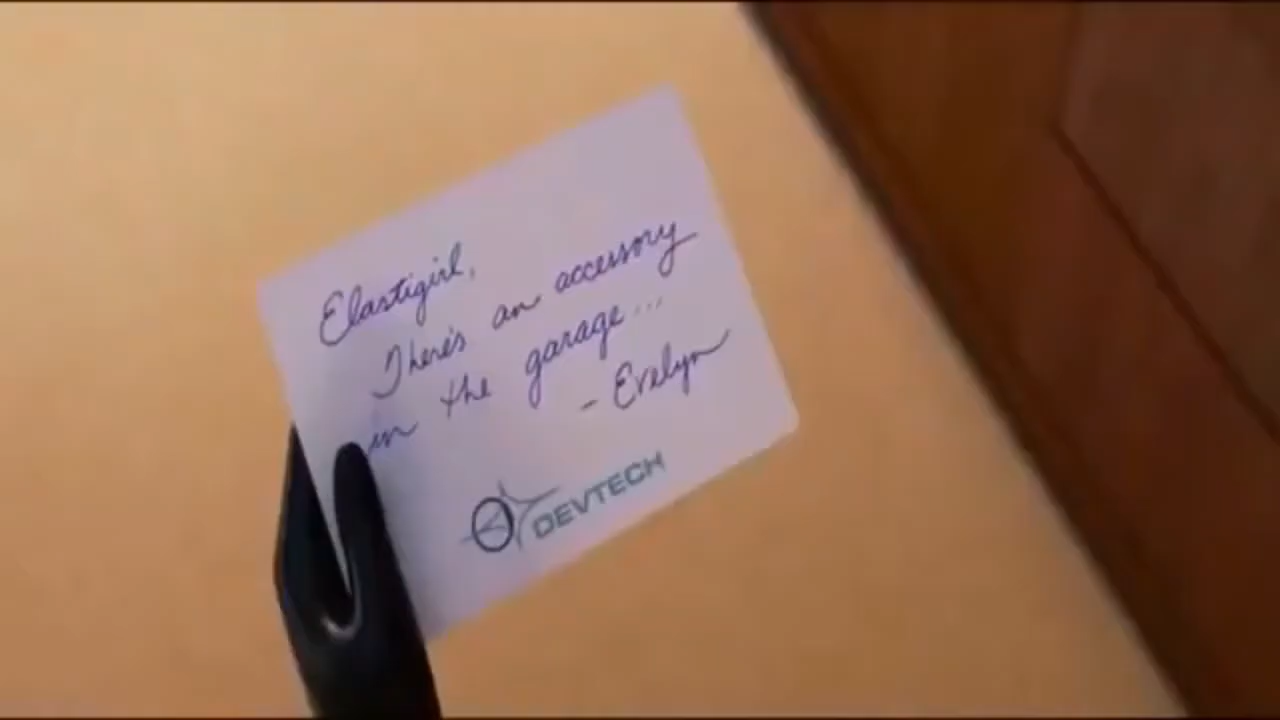 Elastigirl,
There's an accessory
in the garage...
- Evelyn
DEVTECH